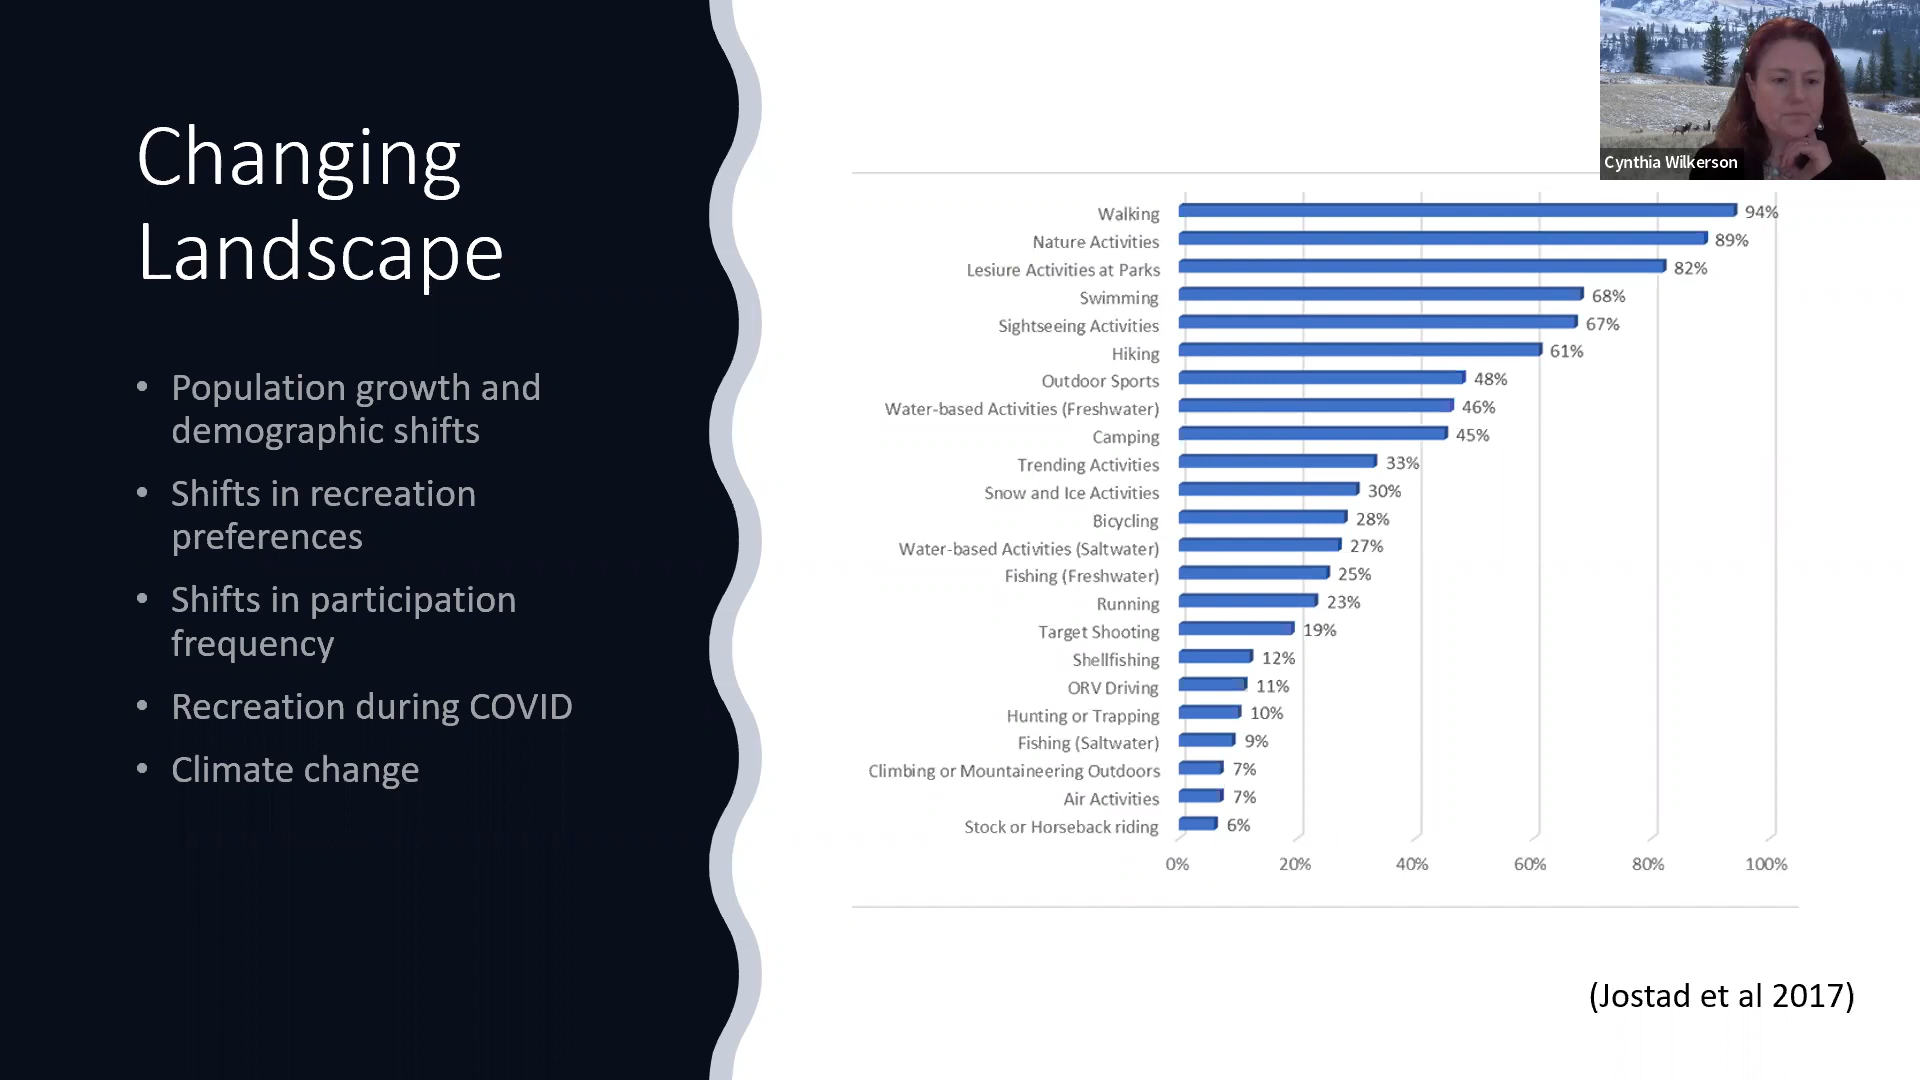 Changing
Landscape
• Population growth and
demographic shifts
• Shifts in recreation
preferences
• Shifts in participation
frequency
• Recreation during COVID
• Climate change
Cynthia Wilkerson
Walking 94%
Nature Activities 89%
Lesiure Activities at Parks 82%
Swimming 68%
Sightseeing Activities 67%
Hiking 61%
Outdoor Sports 48%
Water-based Activities (Freshwater) 46%
Camping 45%
Trending Activities 33%
Snow and Ice Activities 30%
Bicycling 28%
Water-based Activities (Saltwater) 27%
Fishing (Freshwater) 25%
Running 23%
Target Shooting 19%
Shellfishing 12%
ORV Driving 11%
Hunting or Trapping 10%
Fishing (Saltwater) 9%
Climbing or Mountaineering Outdoors 7%
Air Activities 7%
Stock or Horseback riding 6%
0% 20% 40% 60% 80% 100%
(Jostad et al 2017)